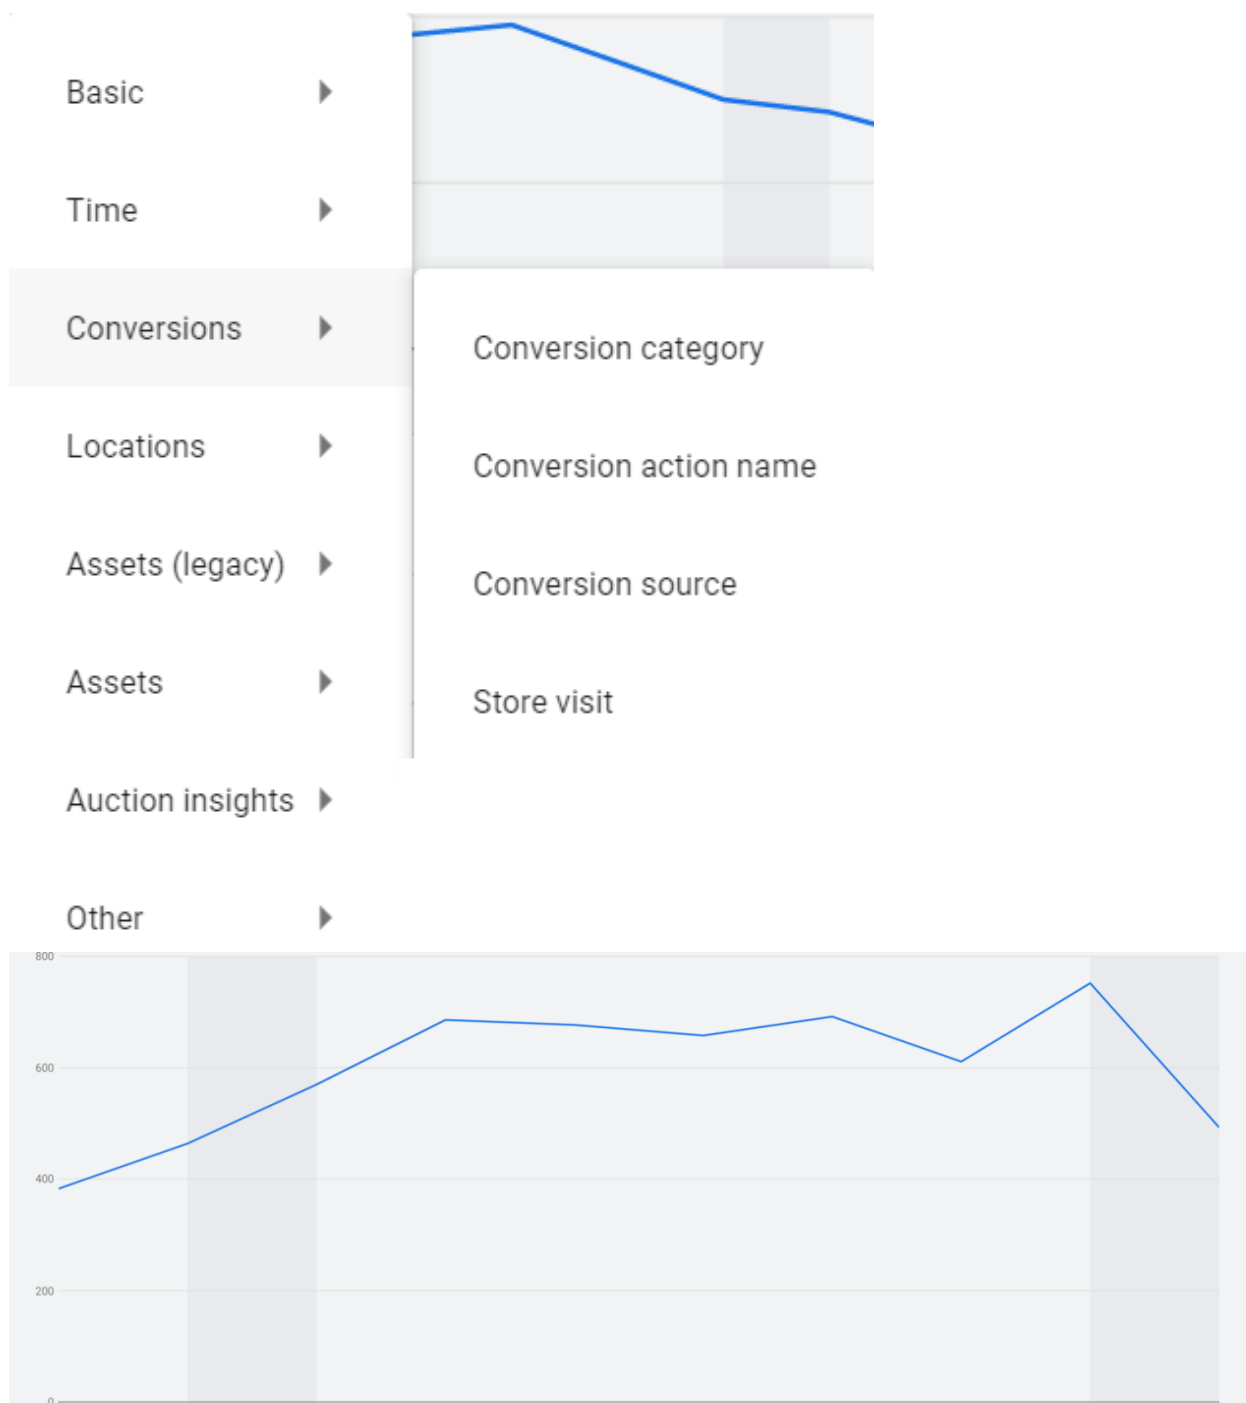 Basic
Time
Conversions
Conversion category
Locations
Conversion action name
Assets (legacy)
Conversion source
Assets
Store visit
Auction insights
Other
800
600
400
200
0